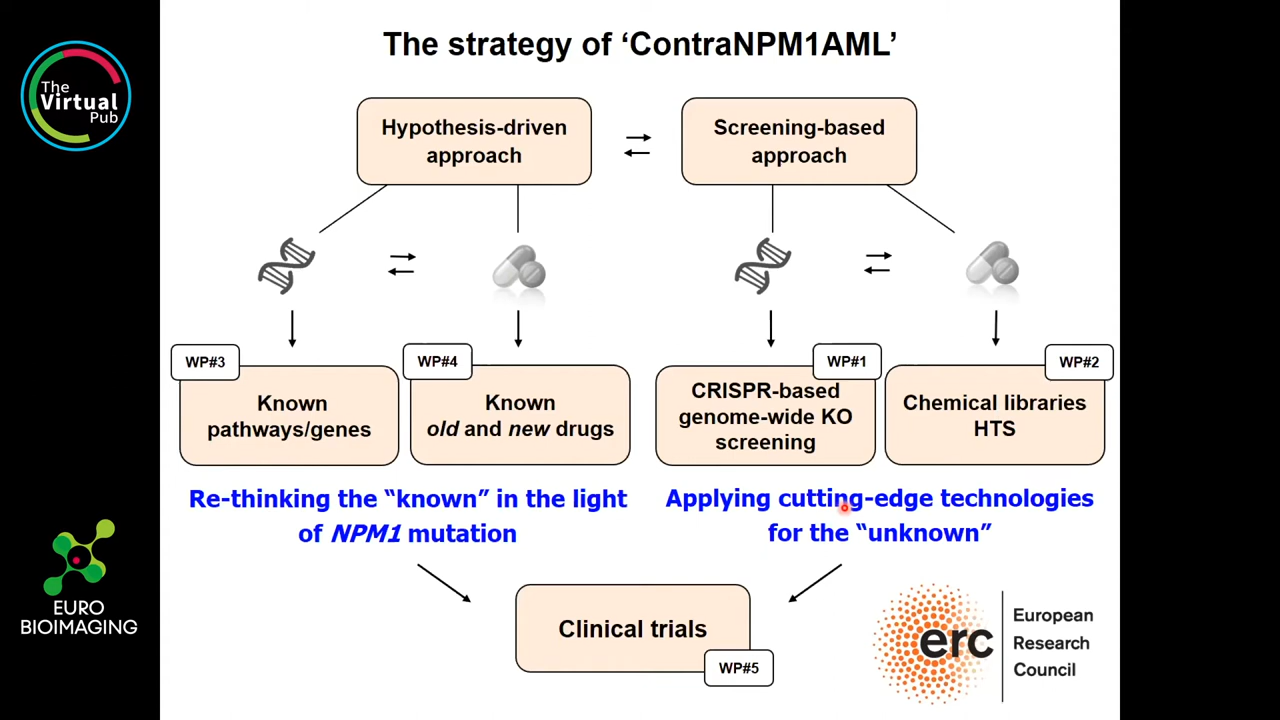 The strategy of ‘ContraNPM1AML’
The
Virtual
Pub
Hypothesis-driven
approach
Screening-based
approach
WP#3
Known
pathways/genes
WP#4
Known
old and new drugs
WP#1
CRISPR-based
genome-wide KO
screening
WP#2
Chemical libraries
HTS
Re-thinking the “known” in the light
of NPM1 mutation
Applying cutting-edge technologies
for the “unknown”
Clinical trials
WP#5
EURO
BIOIMAGING
erc
European
Research
Council